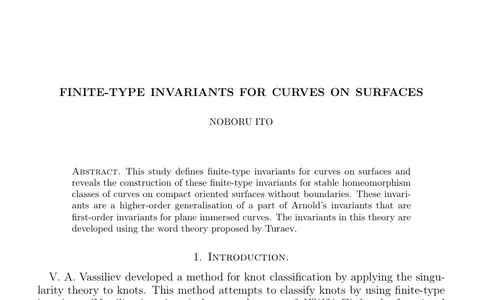 FINITE-TYPE INVARIANTS FOR CURVES ON SURFACES
NOBORU ITO
Abstract. This study defines finite-type invariants for curves on surfaces and
reveals the construction of these finite-type invariants for stable homeomorphism
classes of curves on compact oriented surfaces without boundaries. These invari-
ants are a higher-order generalisation of a part of Arnold's invariants that are
first-order invariants for plane immersed curves. The invariants in this theory are
developed using the word theory proposed by Turaev.
1. Introduction.
V. A. Vassiliev developed a method for knot classification by applying the singu-
larity theory to knots. This method attempts to classify knots by using finite-type